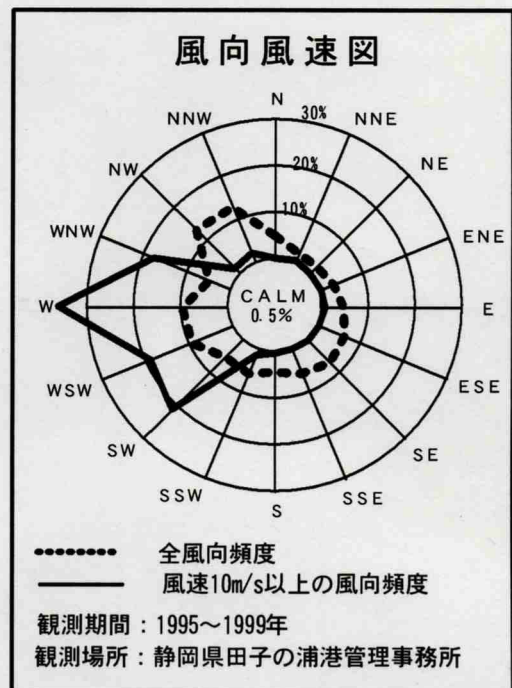 風向風速図
N
NNW
30%
NNE
NW
20%
NE
WNW
10%
ENE
CALM
0.5%
W
E
WSW
ESE
SW
SE
SSW
SSE
S
全風向頻度
風速10m/s以上の風向頻度
観測期間:1995~1999年
観測場所:静岡県田子の浦港管理事務所